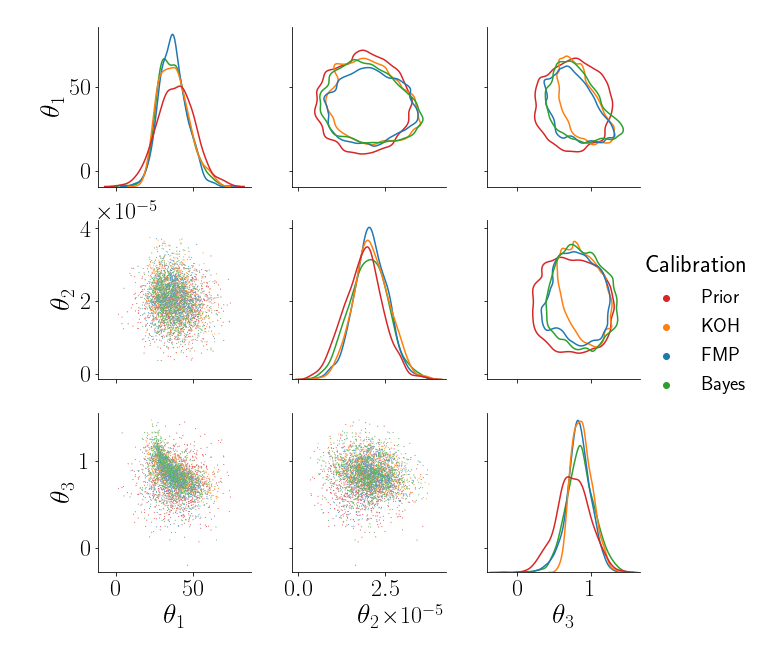 50
0
θ₁
×10⁻⁵
4
2
0
θ₂
Calibration
Prior
KOH
FMP
Bayes
1
0
θ₃
0 50
θ₁
0.0 2.5
θ₂ ×10⁻⁵
0 1
θ₃